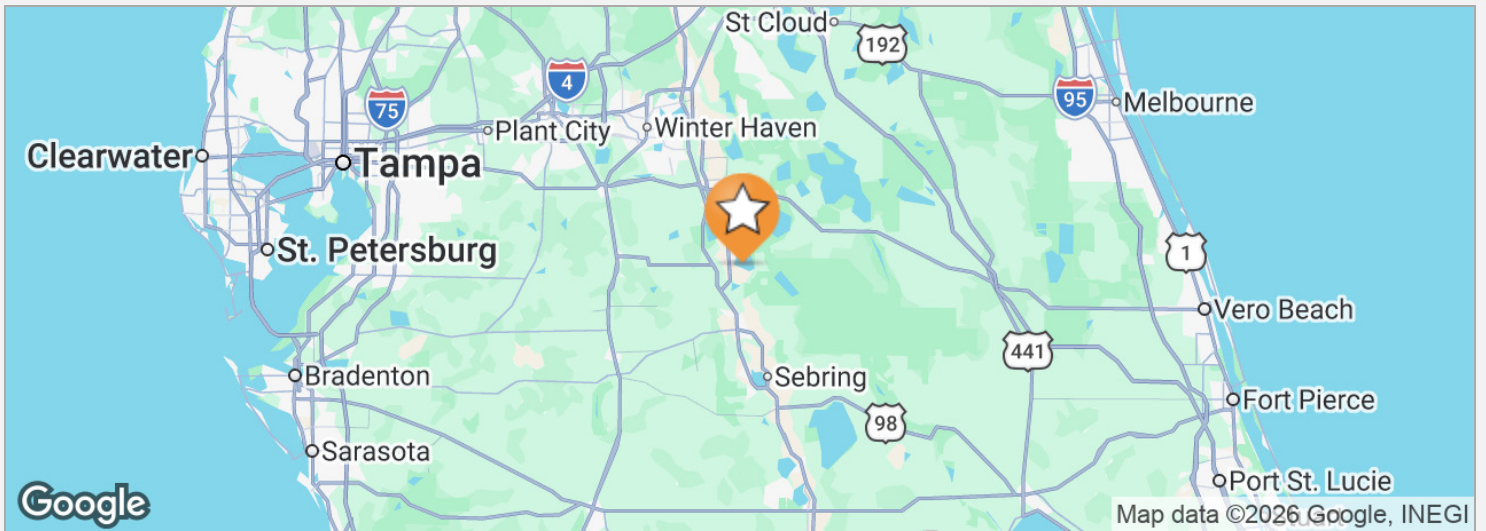 St Cloud
192
4
75
95
Melbourne
Plant City
Winter Haven
Clearwater
Tampa
St. Petersburg
1
Vero Beach
441
Bradenton
Sebring
Fort Pierce
98
Sarasota
Port St. Lucie
Google
Map data ©2026 Google, INEGI
Stuart